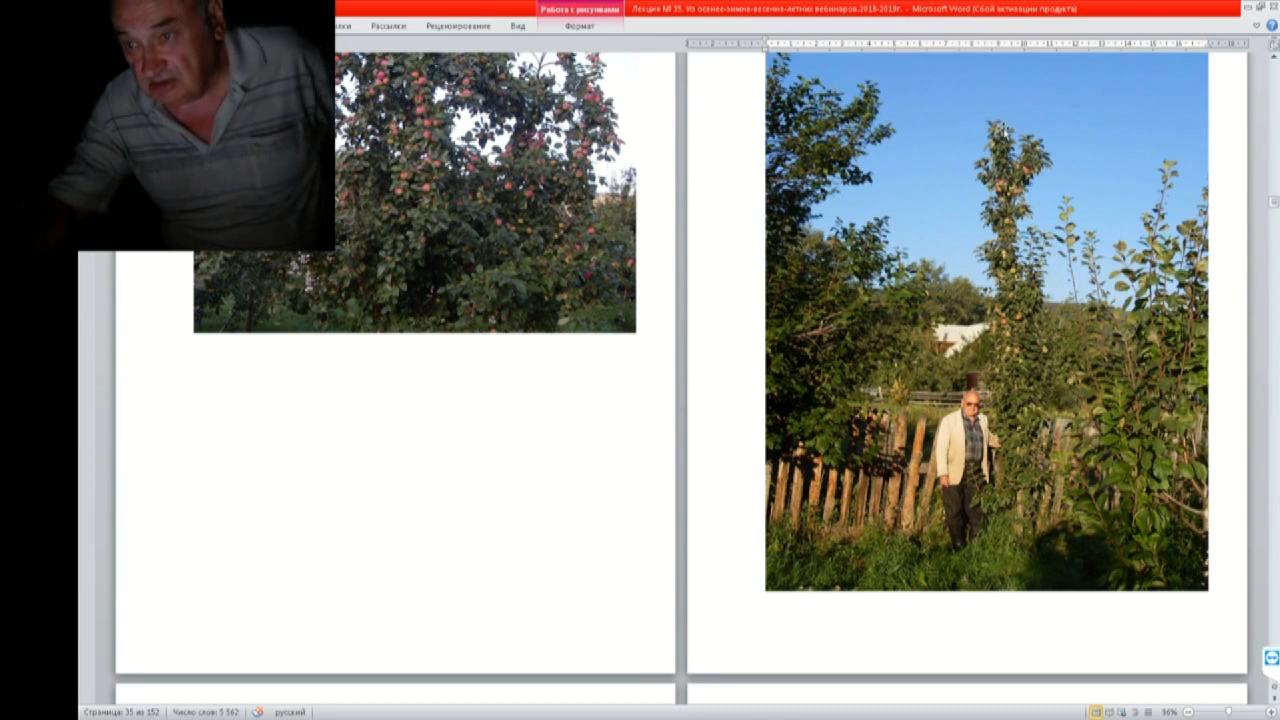 Работа с рисунками
Лекция № 35. Из осенне-зимне-весенне-летних вебинаров.2018-2019г. - Microsoft Word (Сбой активации продукта)
лки Рассылки Рецензирование Вид Формат
Страница: 35 из 152 Число слов: 5 562 русский 96%